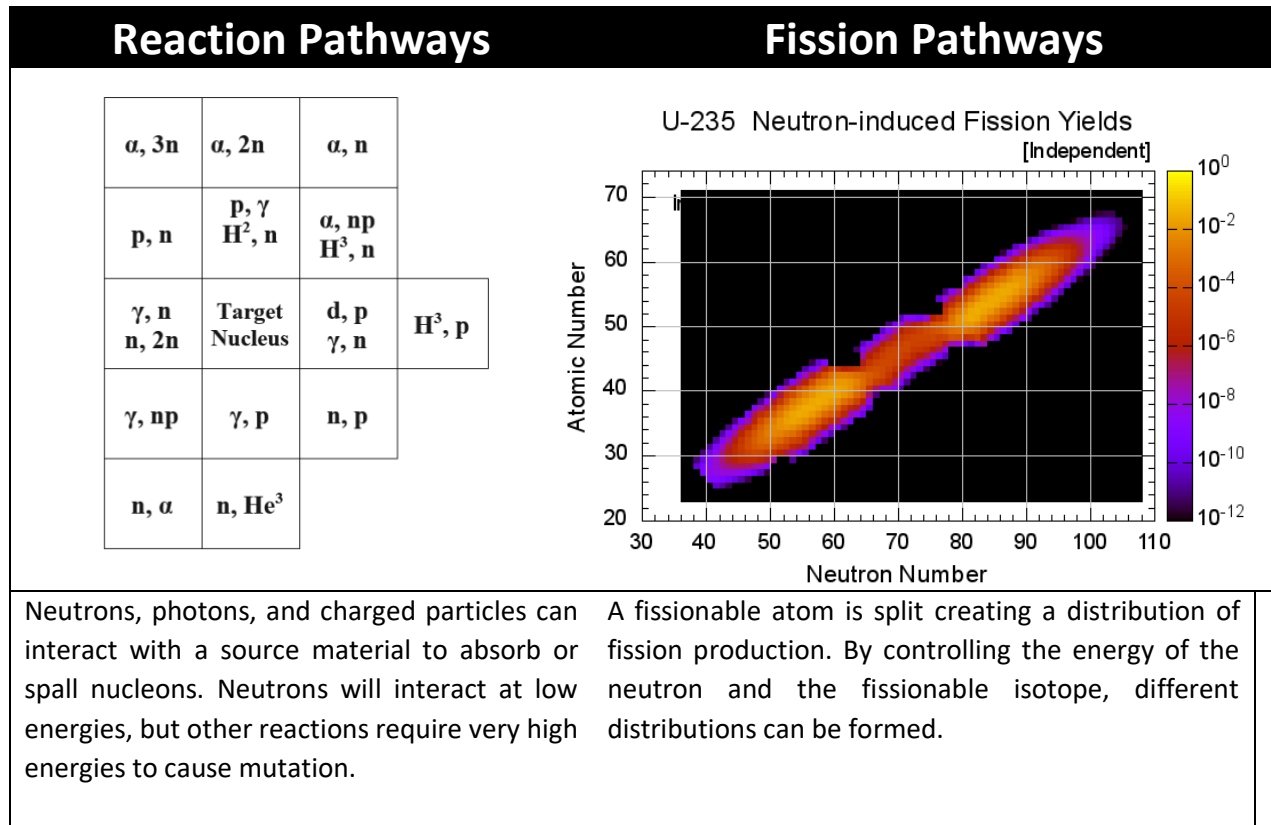 Reaction Pathways
Fission Pathways
α, 3n
α, 2n
α, n
p, n
p, γ
H², n
α, np
H³, n
γ, n
n, 2n
Target
Nucleus
d, p
γ, n
H³, p
γ, np
γ, p
n, p
n, α
n, He³
U-235 Neutron-induced Fission Yields
[Independent]
Atomic Number
70
60
50
40
30
20
30 40 50 60 70 80 90 100 110
Neutron Number
10⁰
10⁻²
10⁻⁴
10⁻⁶
10⁻⁸
10⁻¹⁰
10⁻¹²
Neutrons, photons, and charged particles can
interact with a source material to absorb or
spall nucleons. Neutrons will interact at low
energies, but other reactions require very high
energies to cause mutation.
A fissionable atom is split creating a distribution of
fission production. By controlling the energy of the
neutron and the fissionable isotope, different
distributions can be formed.